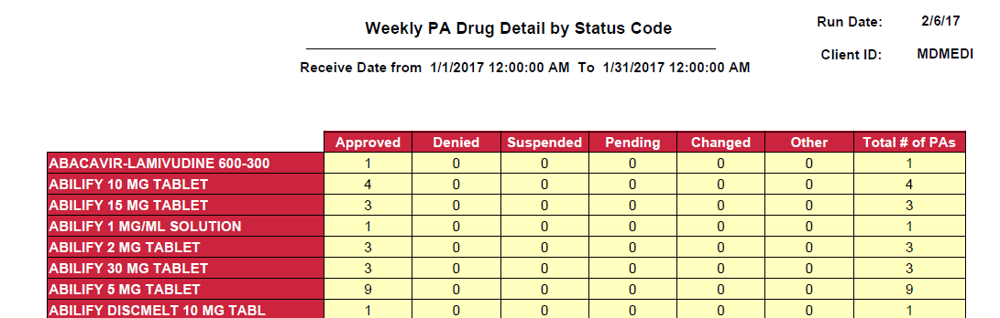 Weekly PA Drug Detail by Status Code
Run Date: 2/6/17
Client ID: MDMEDI
Receive Date from 1/1/2017 12:00:00 AM To 1/31/2017 12:00:00 AM
Approved Denied Suspended Pending Changed Other Total # of PAs
ABACAVIR-LAMIVUDINE 600-300 1 0 0 0 0 0 1
ABILIFY 10 MG TABLET 4 0 0 0 0 0 4
ABILIFY 15 MG TABLET 3 0 0 0 0 0 3
ABILIFY 1 MG/ML SOLUTION 1 0 0 0 0 0 1
ABILIFY 2 MG TABLET 3 0 0 0 0 0 3
ABILIFY 30 MG TABLET 3 0 0 0 0 0 3
ABILIFY 5 MG TABLET 9 0 0 0 0 0 9
ABILIFY DISCMELT 10 MG TABL 1 0 0 0 0 0 1